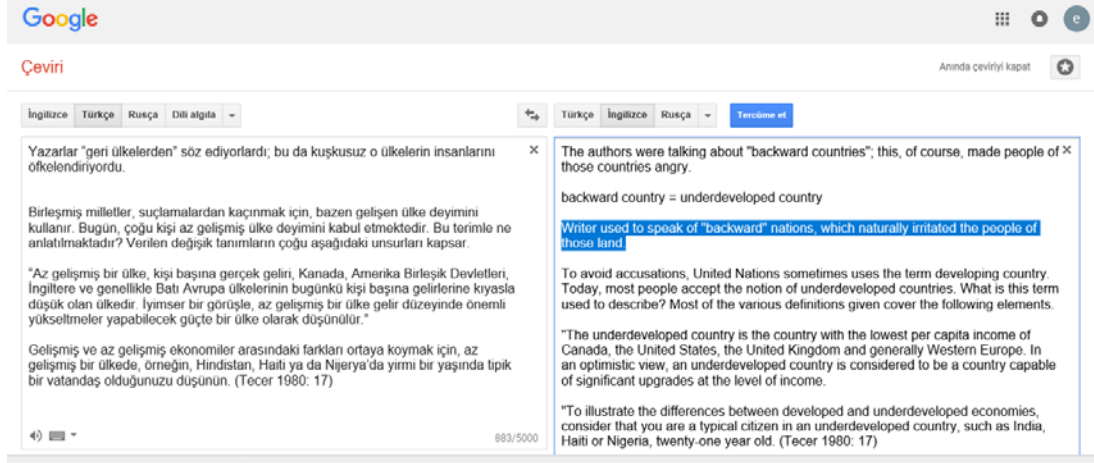 Google
e
Çeviri
Anında çeviriyi kapat
İngilizce Türkçe Rusça Dili algıla
Türkçe İngilizce Rusça Tercüme et
Yazarlar "geri ülkelerden" söz ediyorlardı; bu da kuşkusuz o ülkelerin insanlarını
öfkelendiriyordu.
Birleşmiş milletler, suçlamalardan kaçınmak için, bazen gelişen ülke deyimini
kullanır. Bugün, çoğu kişi az gelişmiş ülke deyimini kabul etmektedir. Bu terimle ne
anlatılmaktadır? Verilen değişik tanımların çoğu aşağıdaki unsurları kapsar.
"Az gelişmiş bir ülke, kişi başına gerçek geliri, Kanada, Amerika Birleşik Devletleri,
İngiltere ve genellikle Batı Avrupa ülkelerinin bugünkü kişi başına gelirlerine kıyasla
düşük olan ülkedir. İyimser bir görüşle, az gelişmiş bir ülke gelir düzeyinde önemli
yükseltmeler yapabilecek güçte bir ülke olarak düşünülür."
Gelişmiş ve az gelişmiş ekonomiler arasındaki farkları ortaya koymak için, az
gelişmiş bir ülkede, örneğin, Hindistan, Haiti ya da Nijerya'da yirmi bir yaşında tipik
bir vatandaş olduğunuzu düşünün. (Tecer 1980: 17)
883/5000
The authors were talking about "backward countries"; this, of course, made people of
those countries angry.
backward country = underdeveloped country
Writer used to speak of "backward" nations, which naturally irritated the people of
those land.
To avoid accusations, United Nations sometimes uses the term developing country.
Today, most people accept the notion of underdeveloped countries. What is this term
used to describe? Most of the various definitions given cover the following elements.
"The underdeveloped country is the country with the lowest per capita income of
Canada, the United States, the United Kingdom and generally Western Europe. In
an optimistic view, an underdeveloped country is considered to be a country capable
of significant upgrades at the level of income.
"To illustrate the differences between developed and underdeveloped economies,
consider that you are a typical citizen in an underdeveloped country, such as India,
Haiti or Nigeria, twenty-one year old. (Tecer 1980: 17)